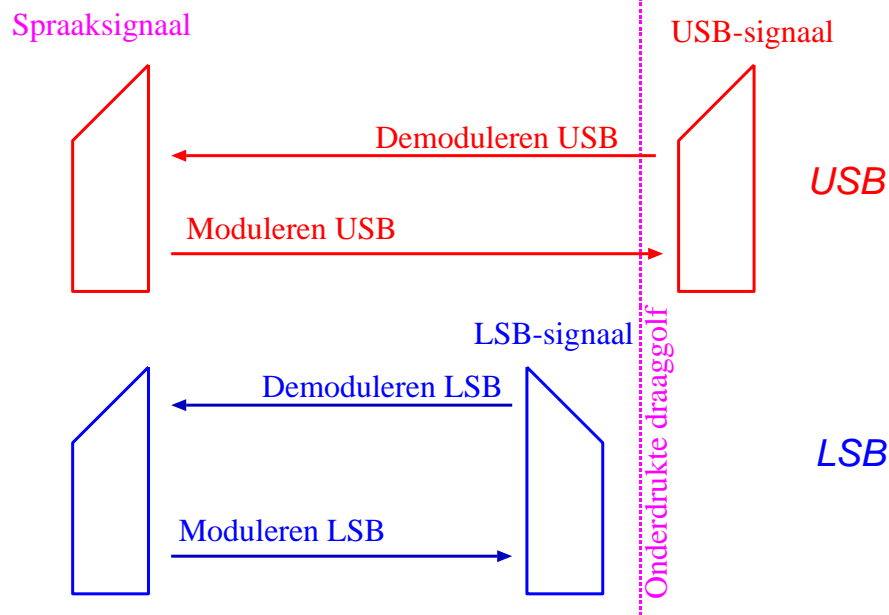 Spraaksignaal
USB-signaal
Demoduleren USB
USB
Moduleren USB
LSB-signaal
Demoduleren LSB
Onderdrukte draaggolf
LSB
Moduleren LSB